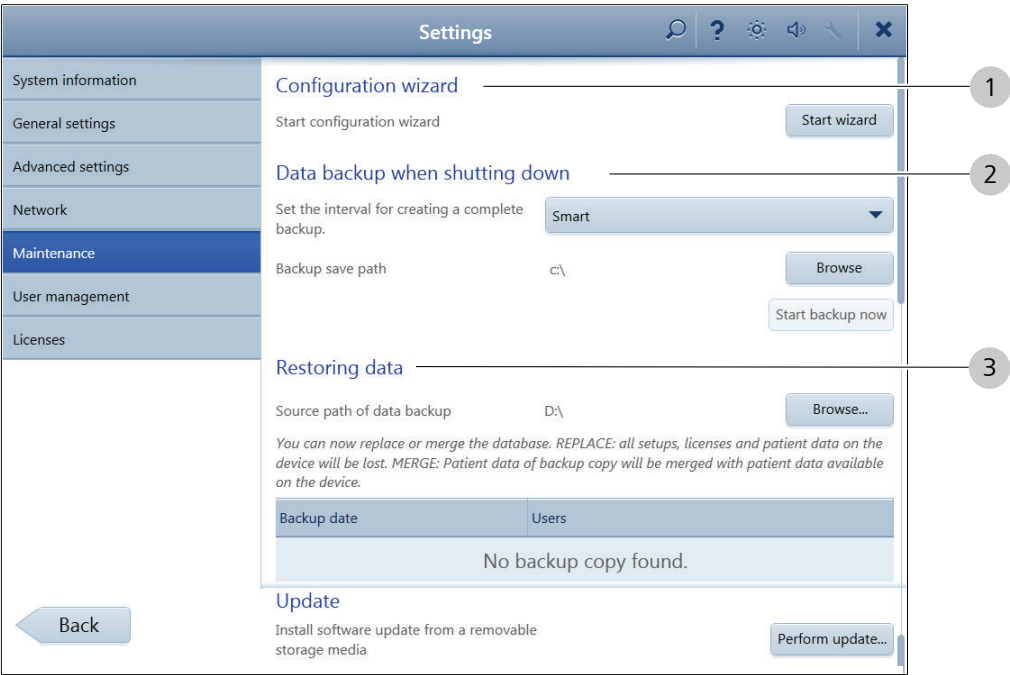 Settings
?
System information
General settings
Advanced settings
Network
Maintenance
User management
Licenses
Back
Configuration wizard
1
Start configuration wizard
Start wizard
Data backup when shutting down
2
Set the interval for creating a complete
backup.
Smart
Backup save path
c:\
Browse
Start backup now
Restoring data
3
Source path of data backup
D:\
Browse...
You can now replace or merge the database. REPLACE: all setups, licenses and patient data on the
device will be lost. MERGE: Patient data of backup copy will be merged with patient data available
on the device.
Backup date
Users
No backup copy found.
Update
Install software update from a removable
storage media
Perform update...